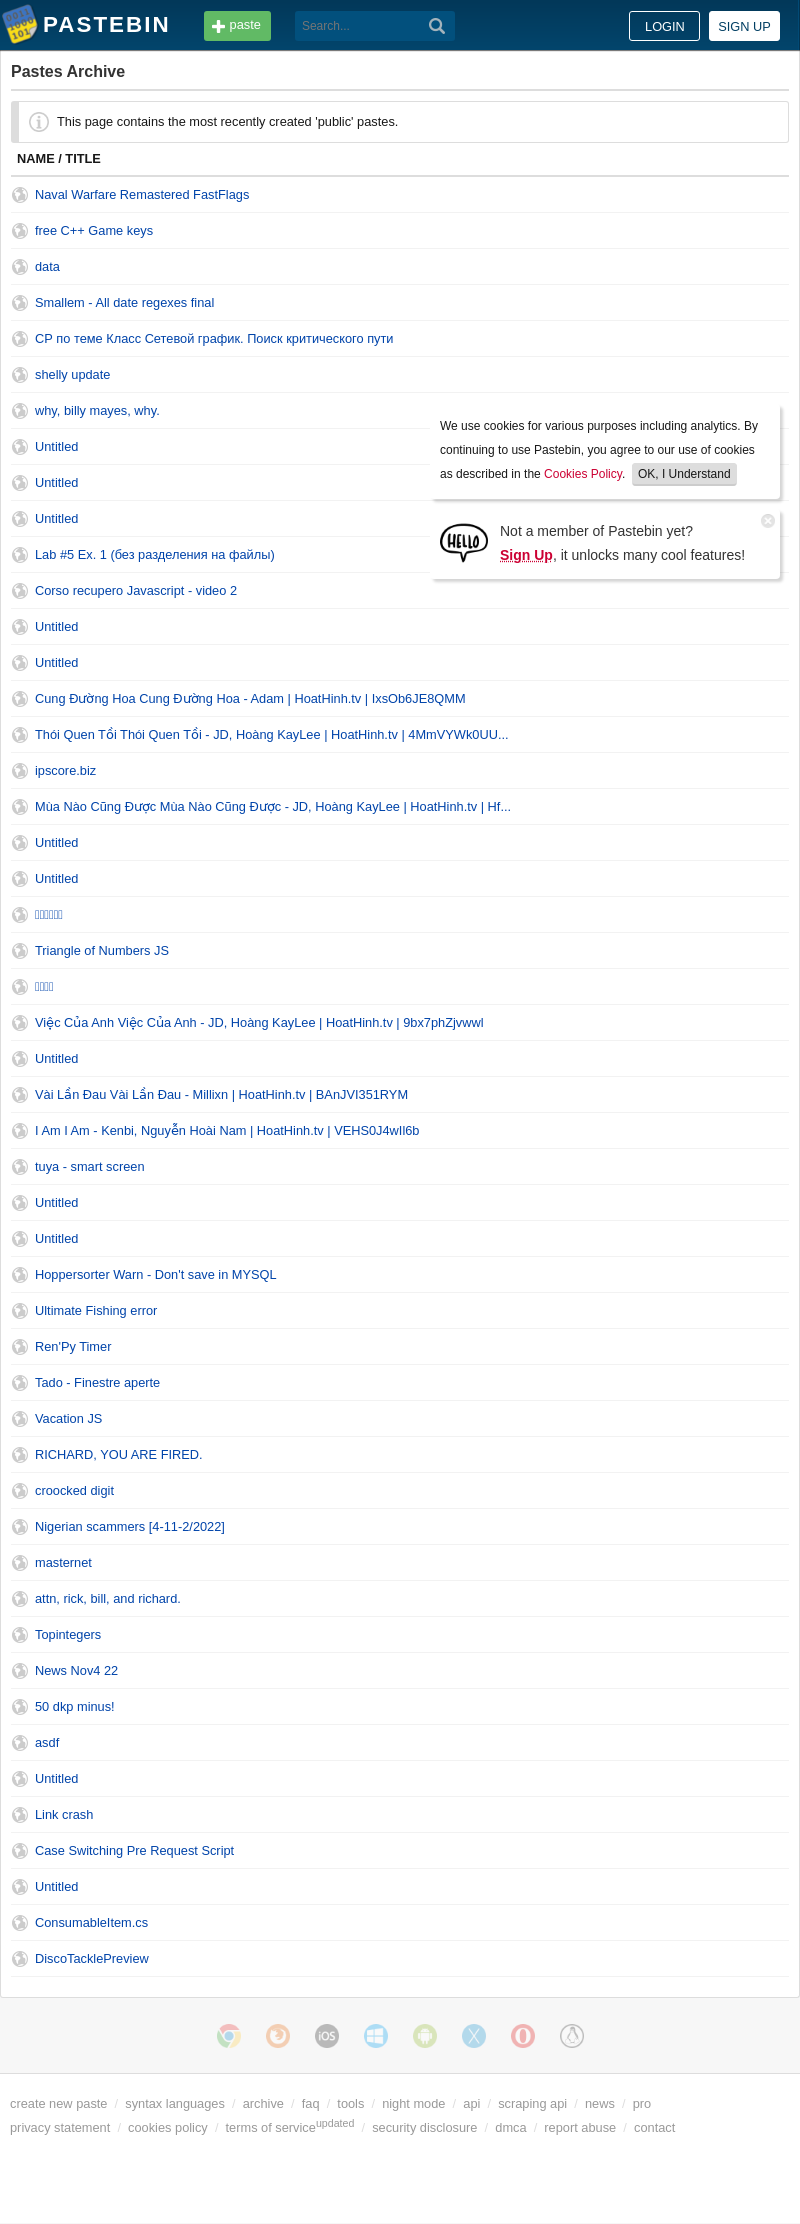 PASTEBIN
paste
Search...
LOGIN
SIGN UP
Pastes Archive
This page contains the most recently created 'public' pastes.
NAME / TITLE
Naval Warfare Remastered FastFlags
free C++ Game keys
data
Smallem - All date regexes final
СР по теме Класс Сетевой график. Поиск критического пути
shelly update
why, billy mayes, why.
Untitled
Untitled
Untitled
Lab #5 Ex. 1 (без разделения на файлы)
We use cookies for various purposes including analytics. By
continuing to use Pastebin, you agree to our use of cookies
as described in the Cookies Policy. OK, I Understand
HELLO
Not a member of Pastebin yet?
Sign Up, it unlocks many cool features!
Corso recupero Javascript - video 2
Untitled
Untitled
Cung Đường Hoa Cung Đường Hoa - Adam | HoatHinh.tv | IxsOb6JE8QMM
Thói Quen Tồi Thói Quen Tồi - JD, Hoàng KayLee | HoatHinh.tv | 4MmVYWk0UU...
ipscore.biz
Mùa Nào Cũng Được Mùa Nào Cũng Được - JD, Hoàng KayLee | HoatHinh.tv | Hf...
Untitled
Untitled
Triangle of Numbers JS
Việc Của Anh Việc Của Anh - JD, Hoàng KayLee | HoatHinh.tv | 9bx7phZjvwwl
Untitled
Vài Lần Đau Vài Lần Đau - Millixn | HoatHinh.tv | BAnJVI351RYM
I Am I Am - Kenbi, Nguyễn Hoài Nam | HoatHinh.tv | VEHS0J4wIl6b
tuya - smart screen
Untitled
Untitled
Hoppersorter Warn - Don't save in MYSQL
Ultimate Fishing error
Ren'Py Timer
Tado - Finestre aperte
Vacation JS
RICHARD, YOU ARE FIRED.
croocked digit
Nigerian scammers [4-11-2/2022]
masternet
attn, rick, bill, and richard.
Topintegers
News Nov4 22
50 dkp minus!
asdf
Untitled
Link crash
Case Switching Pre Request Script
Untitled
ConsumableItem.cs
DiscoTacklePreview
iOS
create new paste / syntax languages / archive / faq / tools / night mode / api / scraping api / news / pro
privacy statement / cookies policy / terms of service updated / security disclosure / dmca / report abuse / contact